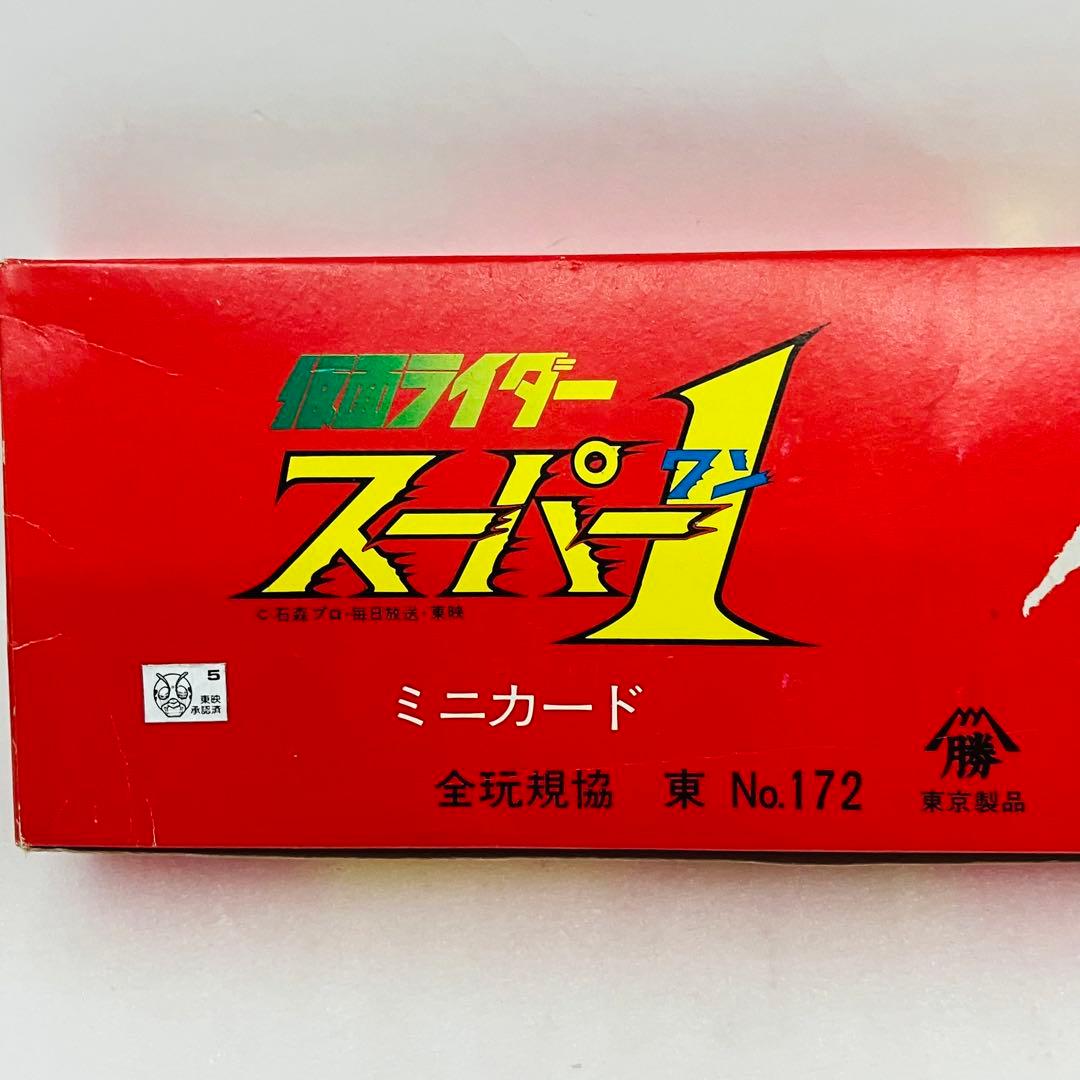 仮面ライダー
スーパー1
ワン
C.石森プロ・毎日放送・東映
5
東映
承認済
ミニカード
全玩規協 東 No.172
勝
東京製品